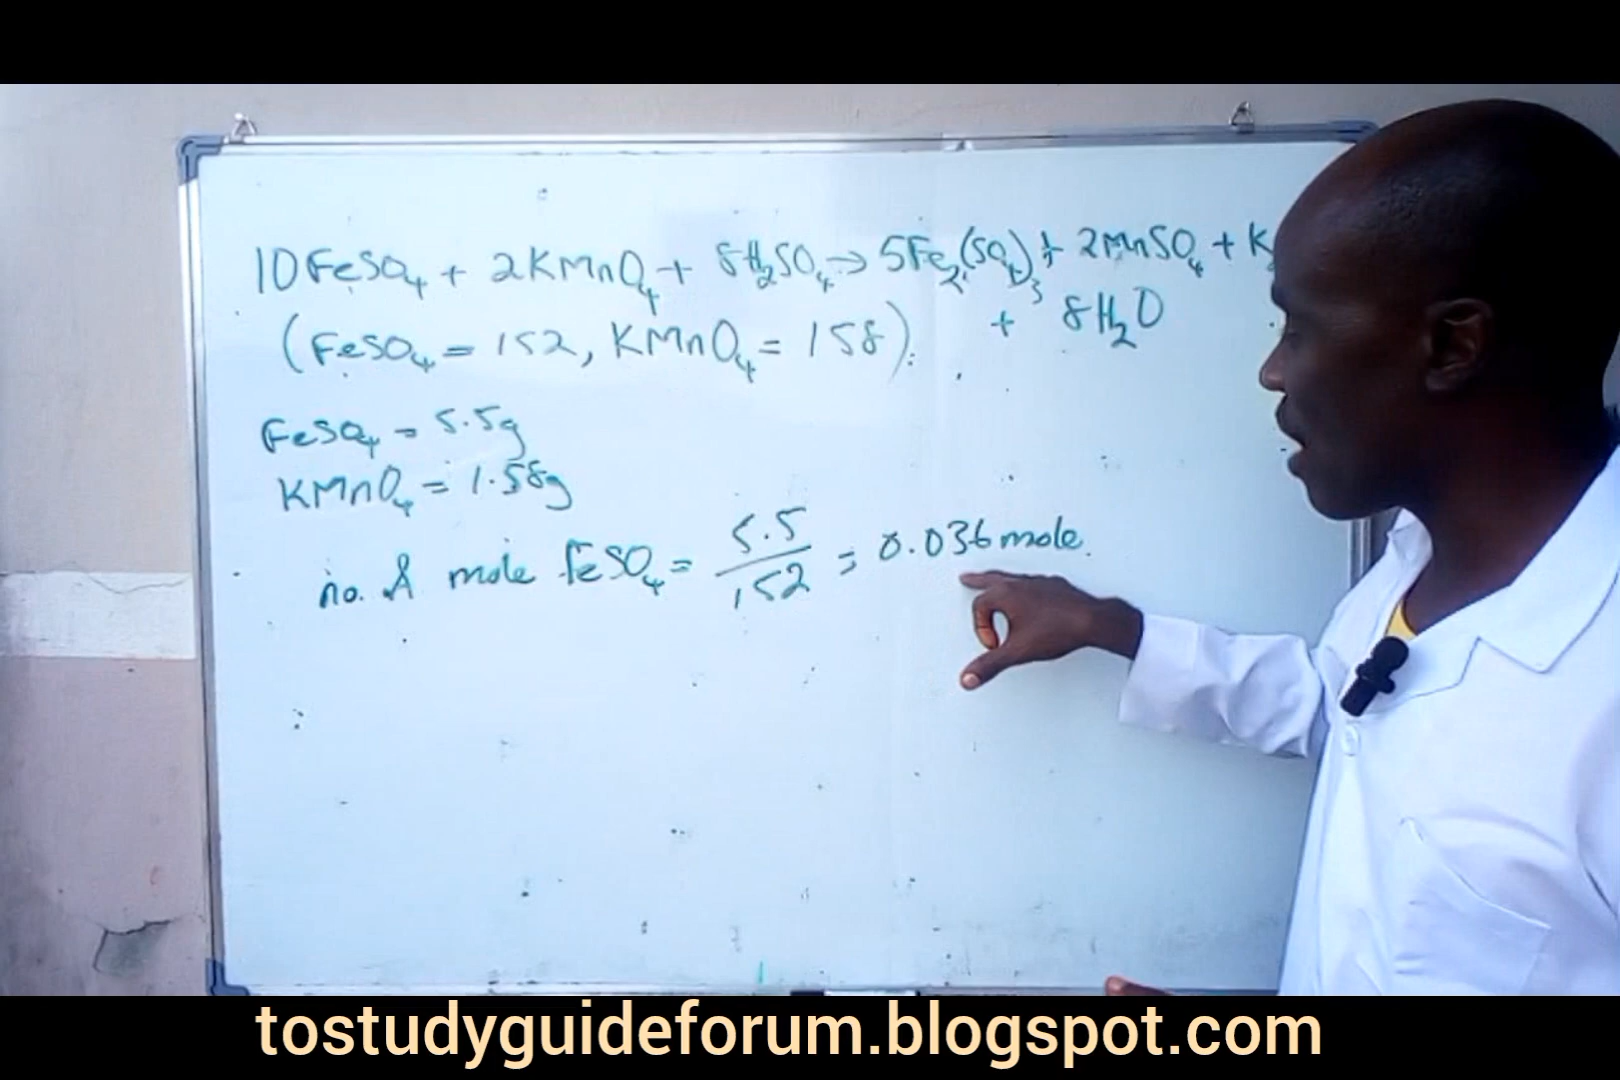 10FeSO₄ + 2KMnO₄ + 8H₂SO₄ → 5Fe₂(SO₄)₃ + 2MnSO₄ + K
+ 8H₂O
(FeSO₄ = 152, KMnO₄ = 158).
FeSO₄ = 5.5g
KMnO₄ = 1.58g
no. of mole FeSO₄ = 5.5/152 = 0.036 mole.
tostudyguideforum.blogspot.com